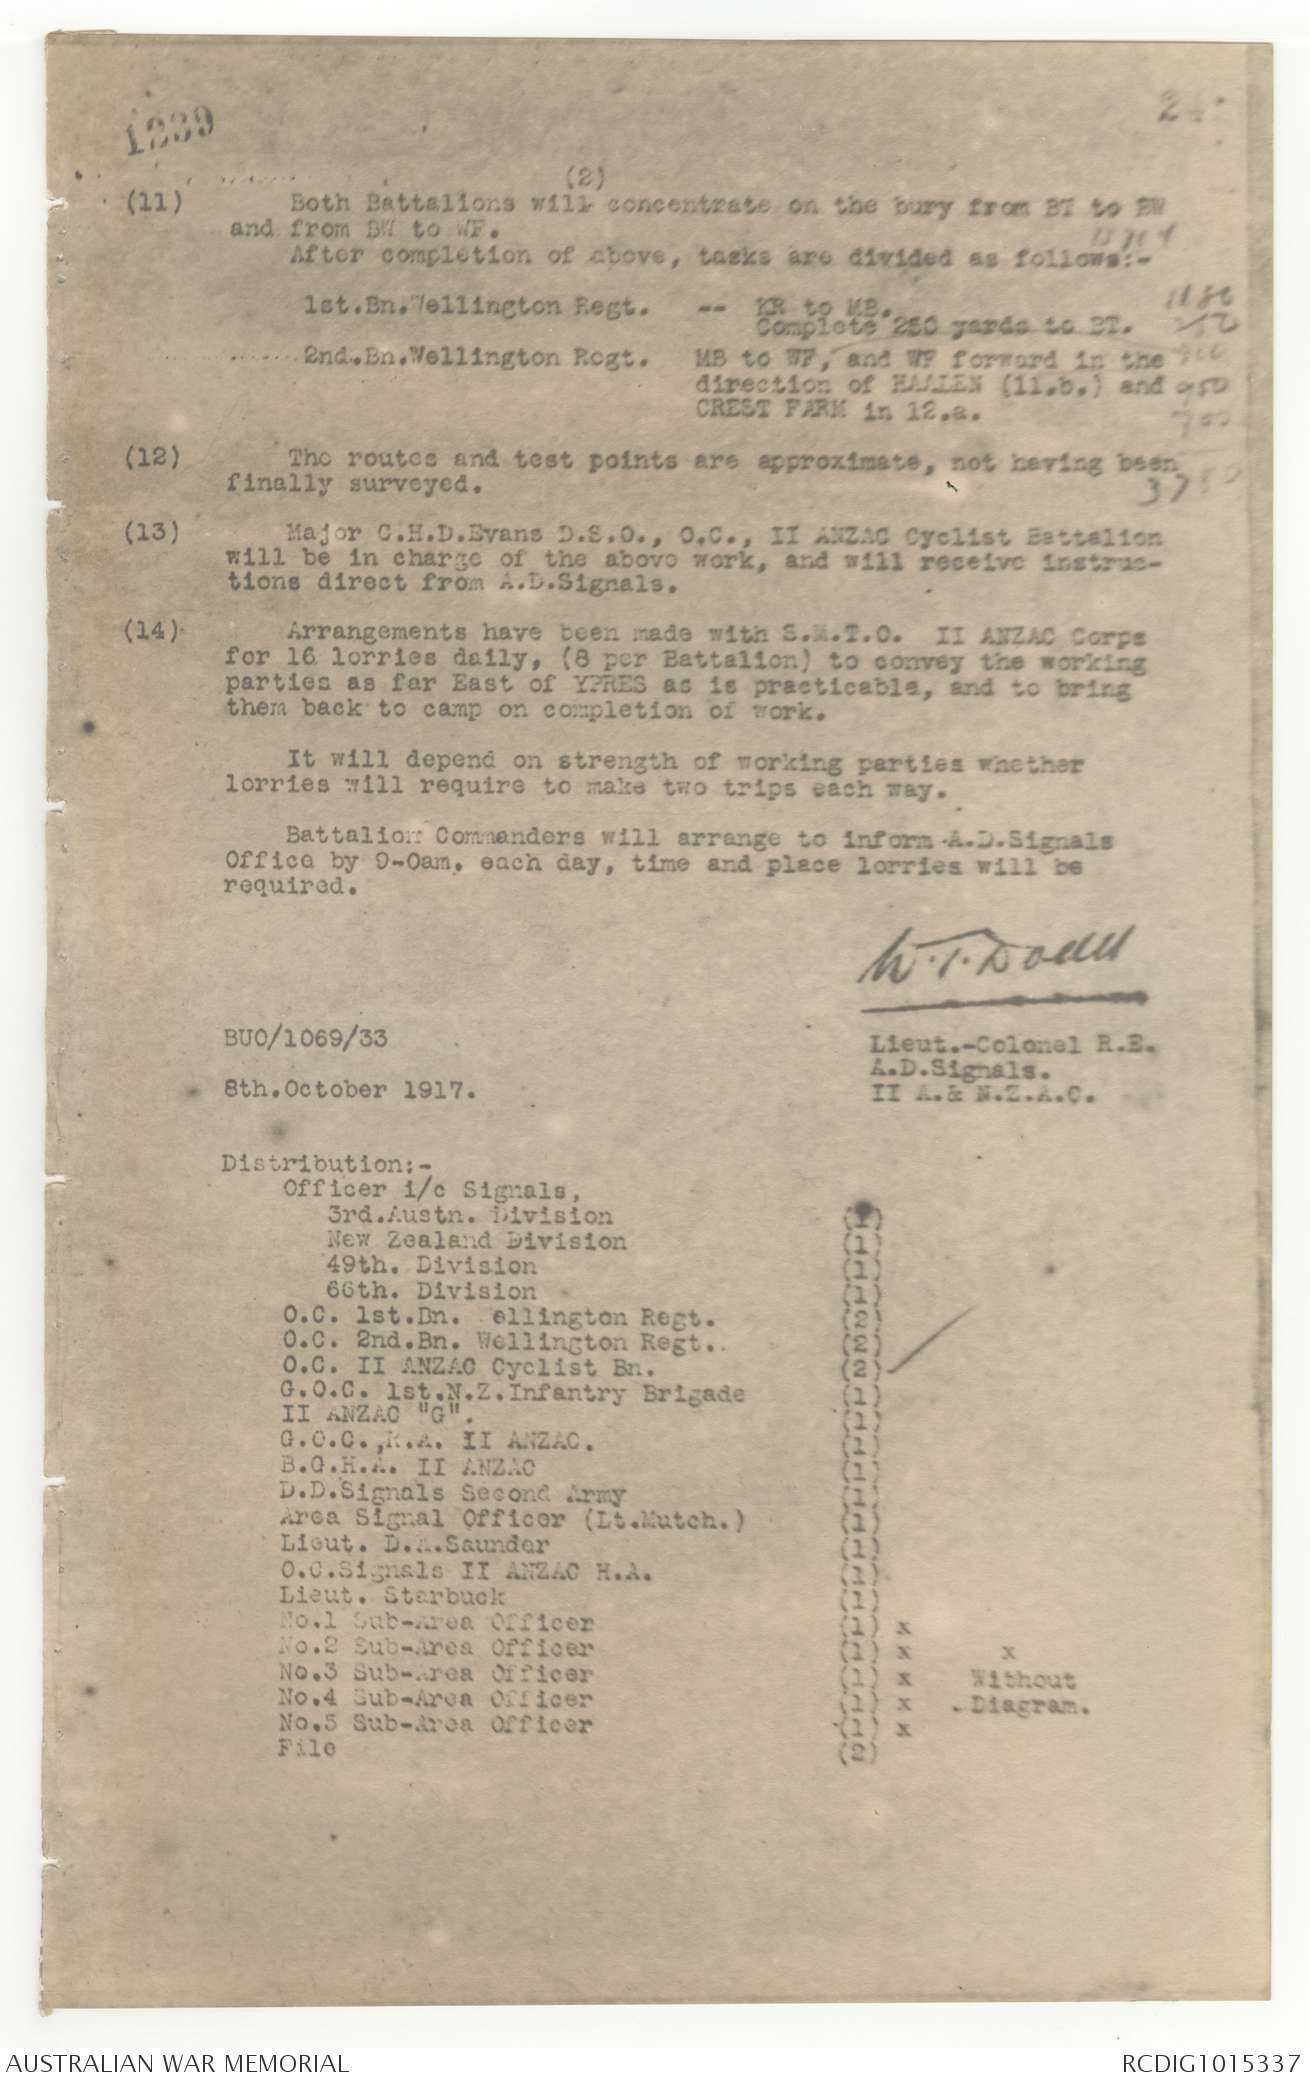 1239
(2)
(11) Both Battalions will concentrate on the bury from BT to BW
and from BW to WF.
After completion of above, tasks are divided as follows:-
1st.Bn.Wellington Regt. -- KR to MB.
Complete 250 yards to BT.
2nd.Bn.Wellington Regt. MB to WF, and WF forward in the
direction of HAALEN (11.b.) and
CREST FARM in 12.a.
(12) The routes and test points are approximate, not having been
finally surveyed.
(13) Major C.H.D.Evans D.S.O., O.C., II ANZAC Cyclist Battalion
will be in charge of the above work, and will receive instruc-
tions direct from A.D.Signals.
(14) Arrangements have been made with S.M.T.O. II ANZAC Corps
for 16 lorries daily, (8 per Battalion) to convey the working
parties as far East of YPRES as is practicable, and to bring
them back to camp on completion of work.
It will depend on strength of working parties whether
lorries will require to make two trips each way.
Battalion Commanders will arrange to inform A.D.Signals
Office by 9-0am. each day, time and place lorries will be
required.
W.T.Dodd
BUO/1069/33
Lieut.-Colonel R.E.
A.D.Signals.
8th.October 1917.
II A.& N.Z.A.C.
Distribution:-
Officer i/c Signals,
3rd.Austn. Division (1)
New Zealand Division (1)
49th. Division (1)
66th. Division (1)
O.C. 1st.Bn. ellington Regt. (2)
O.C. 2nd.Bn. Wellington Regt. (2)
O.C. II ANZAC Cyclist Bn. (2)
G.O.C. 1st.N.Z.Infantry Brigade (1)
II ANZAC "G". (1)
G.O.C.,R.A. II ANZAC. (1)
B.G.H.A. II ANZAC (1)
D.D.Signals Second Army (1)
Area Signal Officer (Lt.Mutch.) (1)
Lieut. Saunder (1)
O.C.Signals II ANZAC H.A. (1)
Lieut. Starbuck (1)
No.1 Sub-Area Officer (1) x
No.2 Sub-Area Officer (1) x x
No.3 Sub-Area Officer (1) x Without
No.4 Sub-Area Officer (1) x Diagram.
No.5 Sub-Area Officer (1) x
File (2)
AUSTRALIAN WAR MEMORIAL
RCDIG1015337